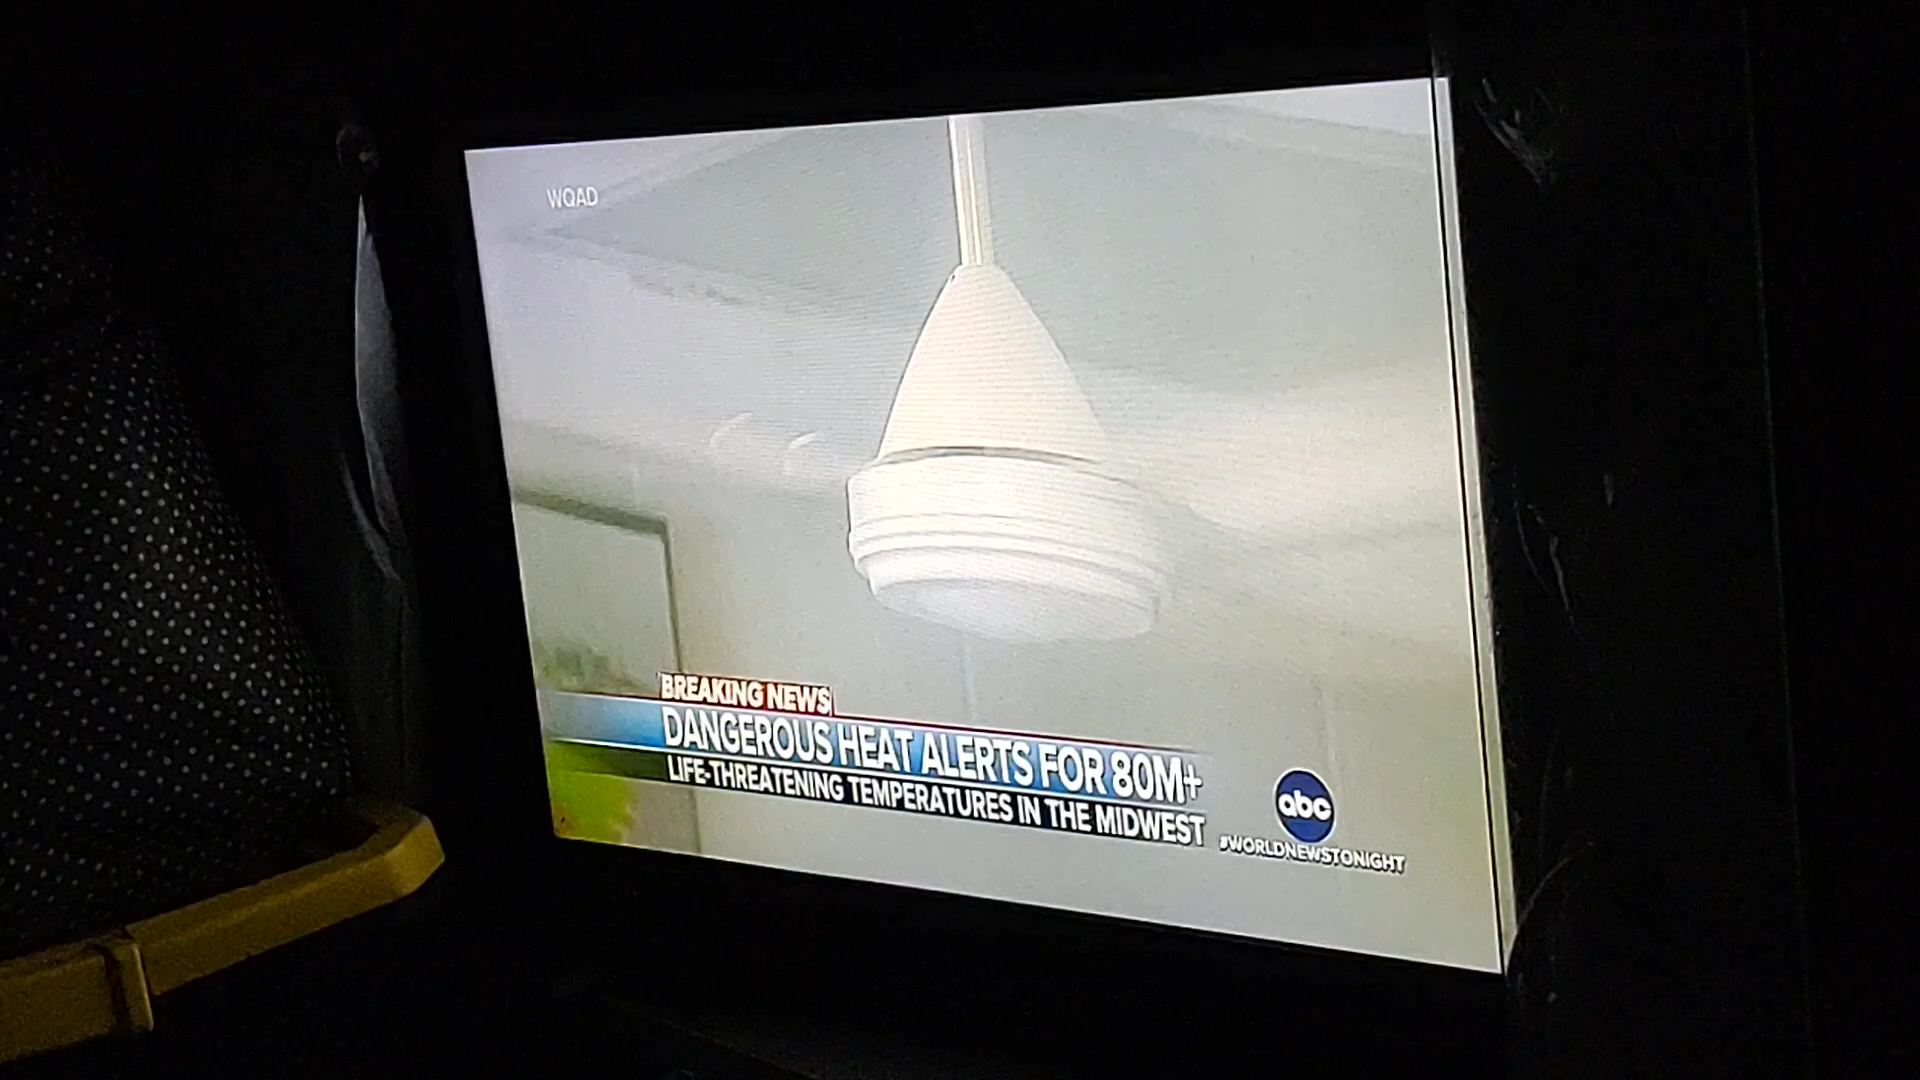 WQAD
BREAKING NEWS
DANGEROUS HEAT ALERTS FOR 80M+
LIFE-THREATENING TEMPERATURES IN THE MIDWEST
abc
#WORLDNEWSTONIGHT